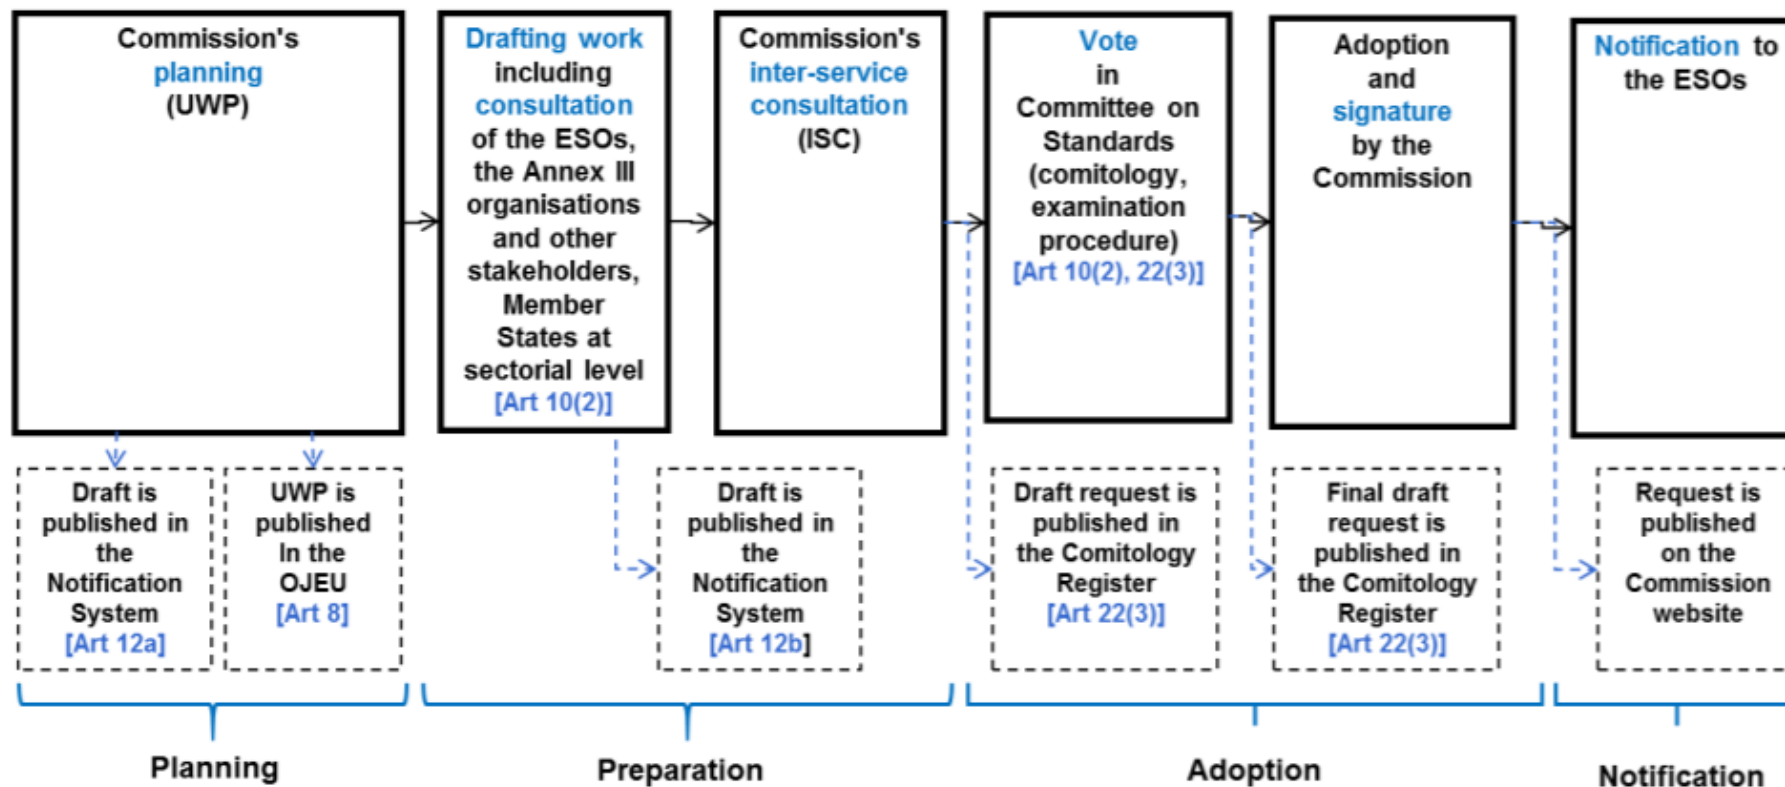 Commission's
planning
(UWP)
Drafting work
including
consultation
of the ESOs,
the Annex III
organisations
and other
stakeholders,
Member
States at
sectorial level
[Art 10(2)]
Commission's
inter-service
consultation
(ISC)
Vote
in
Committee on
Standards
(comitology,
examination
procedure)
[Art 10(2), 22(3)]
Adoption
and
signature
by the
Commission
Notification to
the ESOs
Draft is
published in
the
Notification
System
[Art 12a]
UWP is
published
In the
OJEU
[Art 8]
Draft is
published in
the
Notification
System
[Art 12b]
Draft request is
published in
the Comitology
Register
[Art 22(3)]
Final draft
request is
published in
the Comitology
Register
[Art 22(3)]
Request is
published
on the
Commission
website
Planning
Preparation
Adoption
Notification